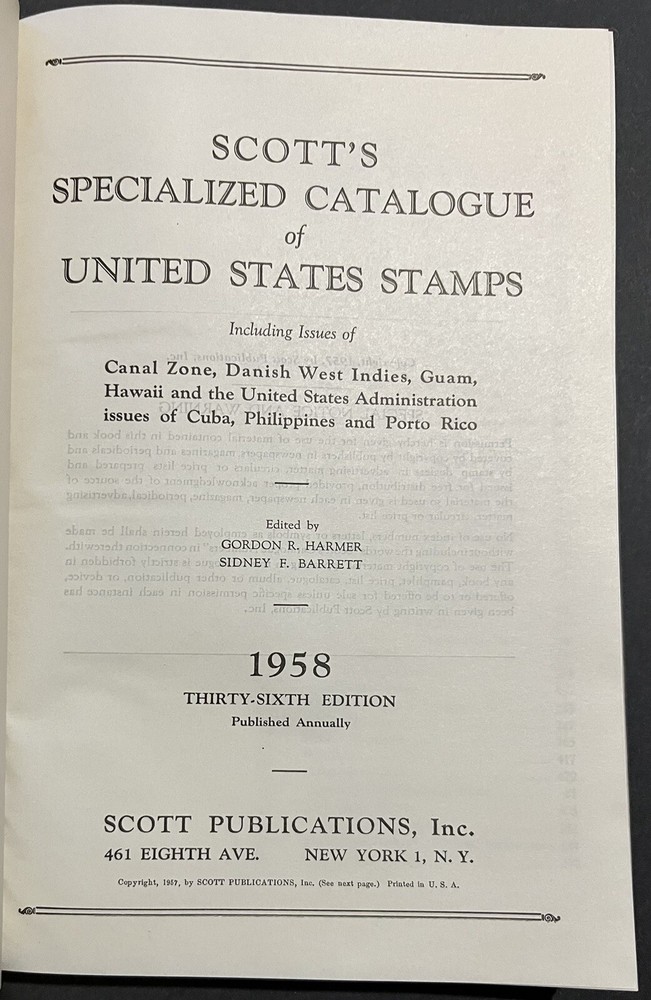 SCOTT'S
SPECIALIZED CATALOGUE
of
UNITED STATES STAMPS
Including Issues of
Canal Zone, Danish West Indies, Guam,
Hawaii and the United States Administration
issues of Cuba, Philippines and Porto Rico
Edited by
GORDON R. HARMER
SIDNEY F. BARRETT
1958
THIRTY-SIXTH EDITION
Published Annually
SCOTT PUBLICATIONS, Inc.
461 EIGHTH AVE. NEW YORK 1, N. Y.
Copyright, 1957, by SCOTT PUBLICATIONS, Inc. (See next page.) Printed in U. S. A.